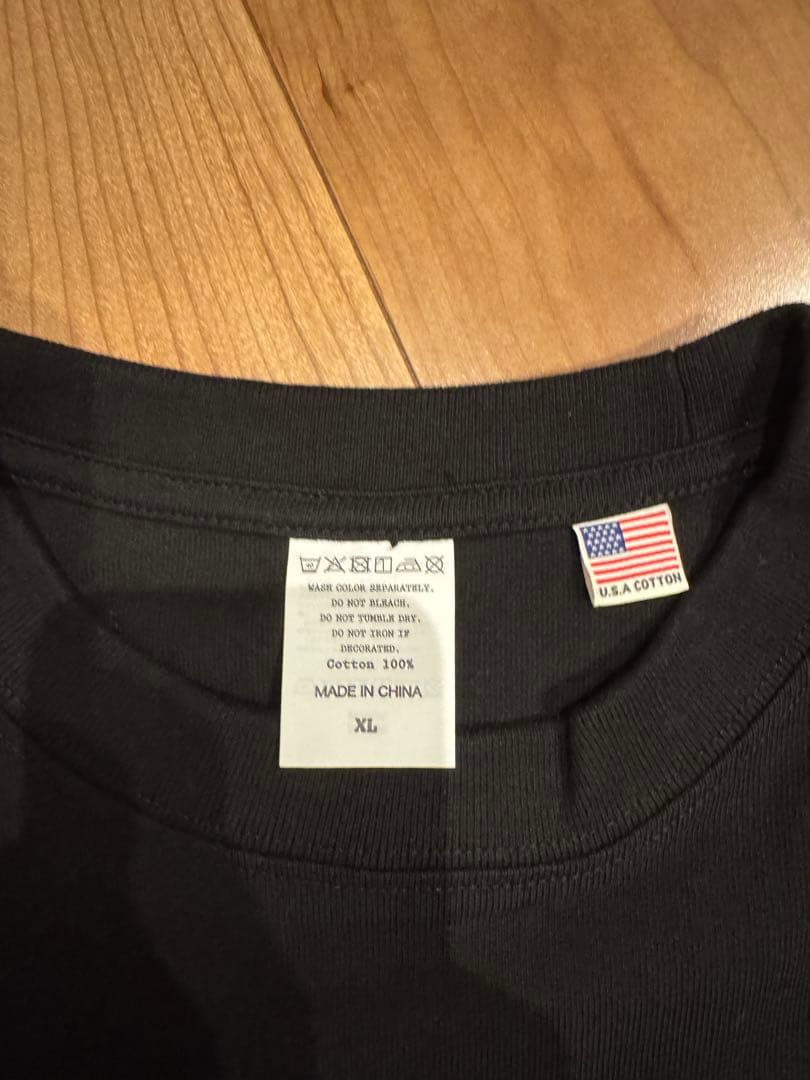 WASH COLOR SEPARATELY.
DO NOT BLEACH.
DO NOT TUMBLE DRY.
DO NOT IRON IF
DECORATED.
Cotton 100%
MADE IN CHINA
XL
U.S.A COTTON